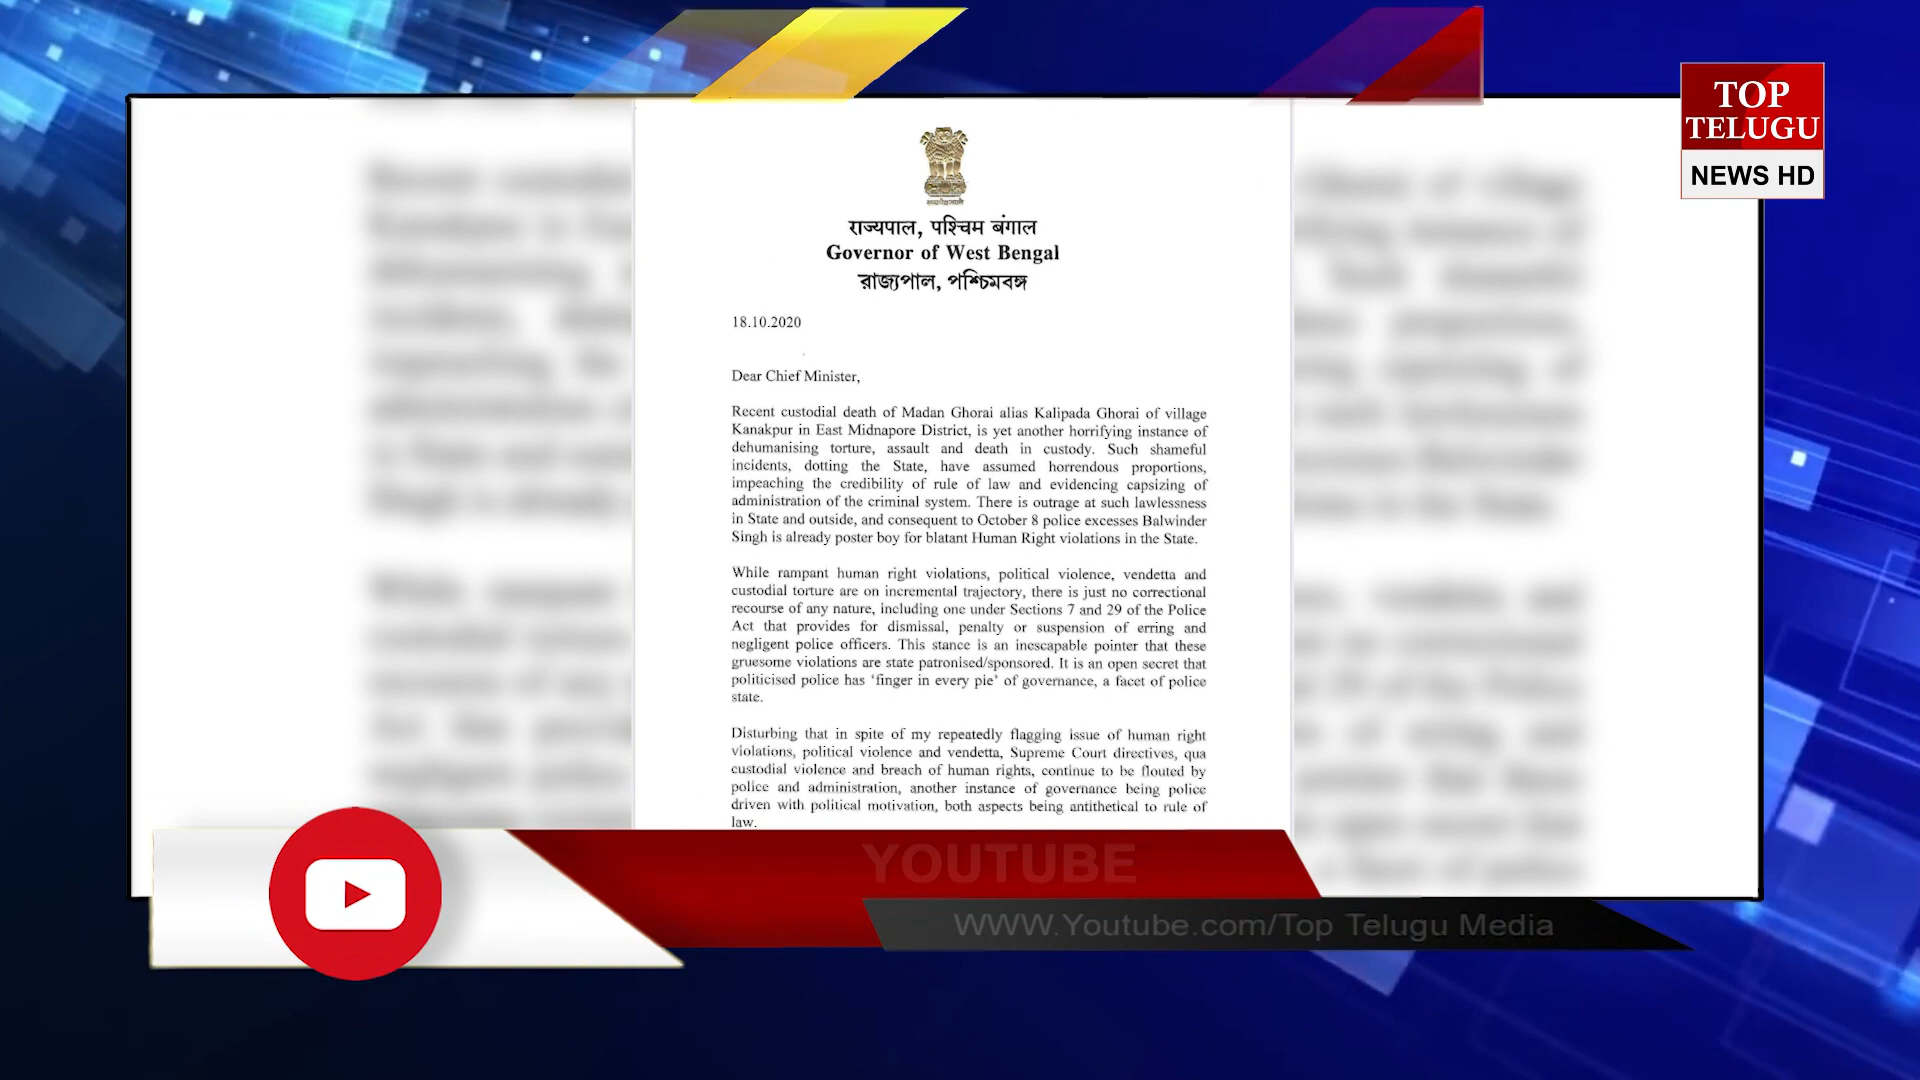 TOP
TELUGU
NEWS HD
राज्यपाल, पश्चिम बंगाल
Governor of West Bengal
রাজ্যপাল, পশ্চিমবঙ্গ
18.10.2020
Dear Chief Minister,
Recent custodial death of Madan Ghorai alias Kalipada Ghorai of village
Kanakpur in East Midnapore District, is yet another horrifying instance of
dehumanising torture, assault and death in custody. Such shameful
incidents, dotting the State, have assumed horrendous proportions,
impeaching the credibility of rule of law and evidencing capsizing of
administration of the criminal system. There is outrage at such lawlessness
in State and outside, and consequent to October 8 police excesses Balwinder
Singh is already poster boy for blatant Human Right violations in the State.
While rampant human right violations, political violence, vendetta and
custodial torture are on incremental trajectory, there is just no correctional
recourse of any nature, including one under Sections 7 and 29 of the Police
Act that provides for dismissal, penalty or suspension of erring and
negligent police officers. This stance is an inescapable pointer that these
gruesome violations are state patronised/sponsored. It is an open secret that
politicised police has ‘finger in every pie’ of governance, a facet of police
state.
Disturbing that in spite of my repeatedly flagging issue of human right
violations, political violence and vendetta, Supreme Court directives, qua
custodial violence and breach of human rights, continue to be flouted by
police and administration, another instance of governance being police
driven with political motivation, both aspects being antithetical to rule of
law.
YOUTUBE
WWW.Youtube.com/Top Telugu Media